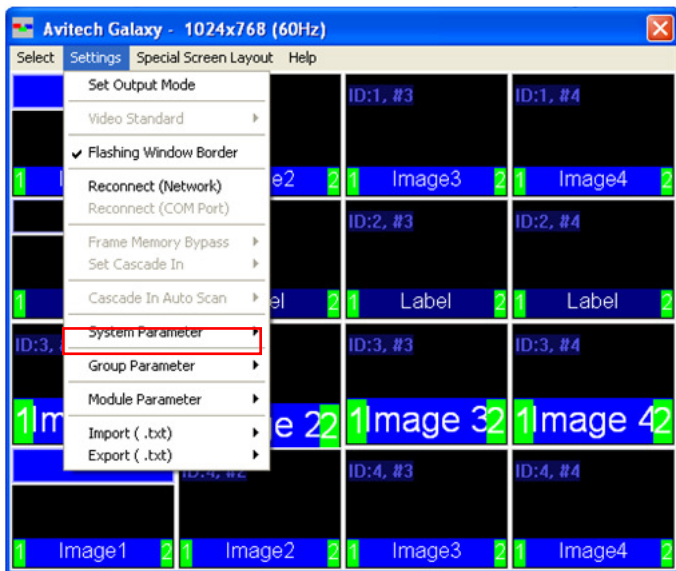 Avitech Galaxy - 1024x768 (60Hz)
Select Settings Special Screen Layout Help
Set Output Mode
Video Standard
Flashing Window Border
Reconnect (Network)
Reconnect (COM Port)
Frame Memory Bypass
Set Cascade In
Cascade In Auto Scan
System Parameter
Group Parameter
Module Parameter
Import ( .txt)
Export ( .txt)
ID:1, #3 ID:1, #4
1 2 1 Image3 2 1 Image4 2
ID:2, #3 ID:2, #4
1 2 1 Label 2 1 Label 2
ID:3, ID:3, #3 ID:3, #4
1 e 2 2 1 Image 3 2 1 Image 4 2
ID:4, #2 ID:4, #3 ID:4, #4
1 Image1 2 1 Image2 2 1 Image3 2 1 Image4 2